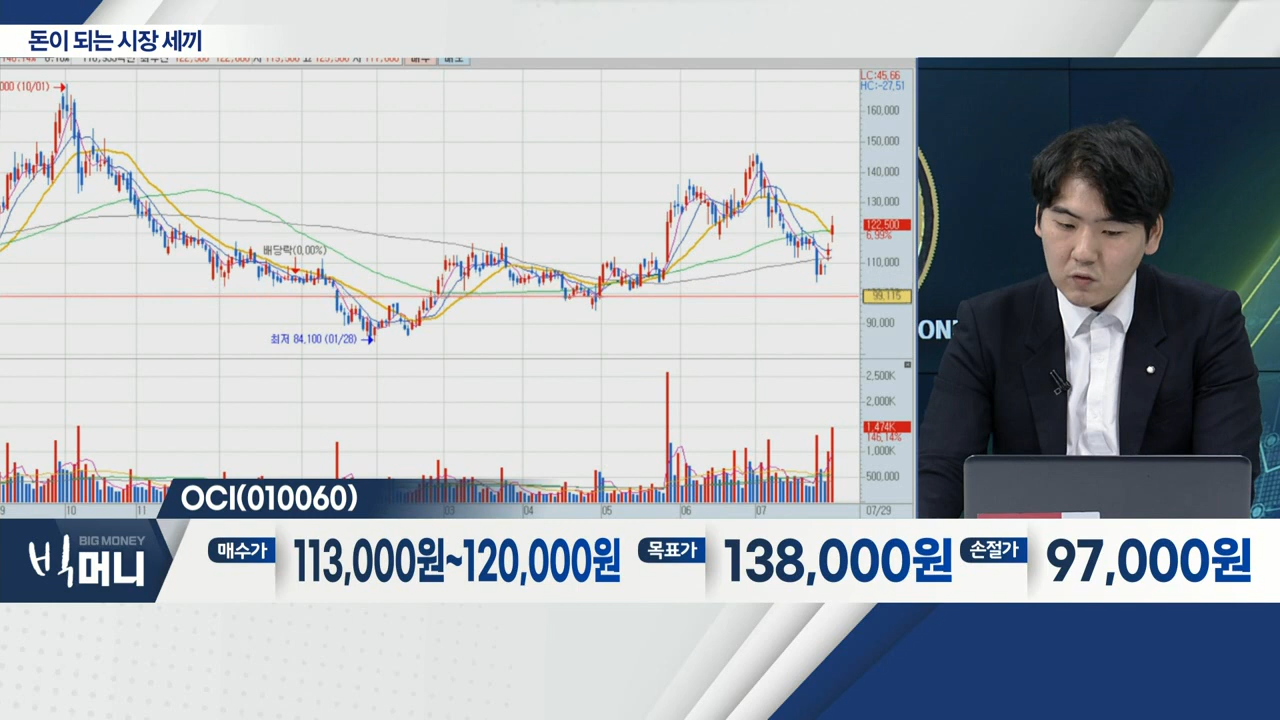 돈이 되는 시장 세끼
000 (10/01)
LC:45,66
HC:-27,51
160,000
150,000
140,000
130,000
122,500
6,99%
110,000
99,115
90,000
배당락(0,00%)
최저 84,100 (01/28)
2,500K
2,000K
1,474K
146,14%
1,000K
500,000
9
10
11
03
04
05
06
07
07/29
OCI(010060)
BIG MONEY
빅머니
매수가
113,000원~120,000원
목표가
138,000원
손절가
97,000원